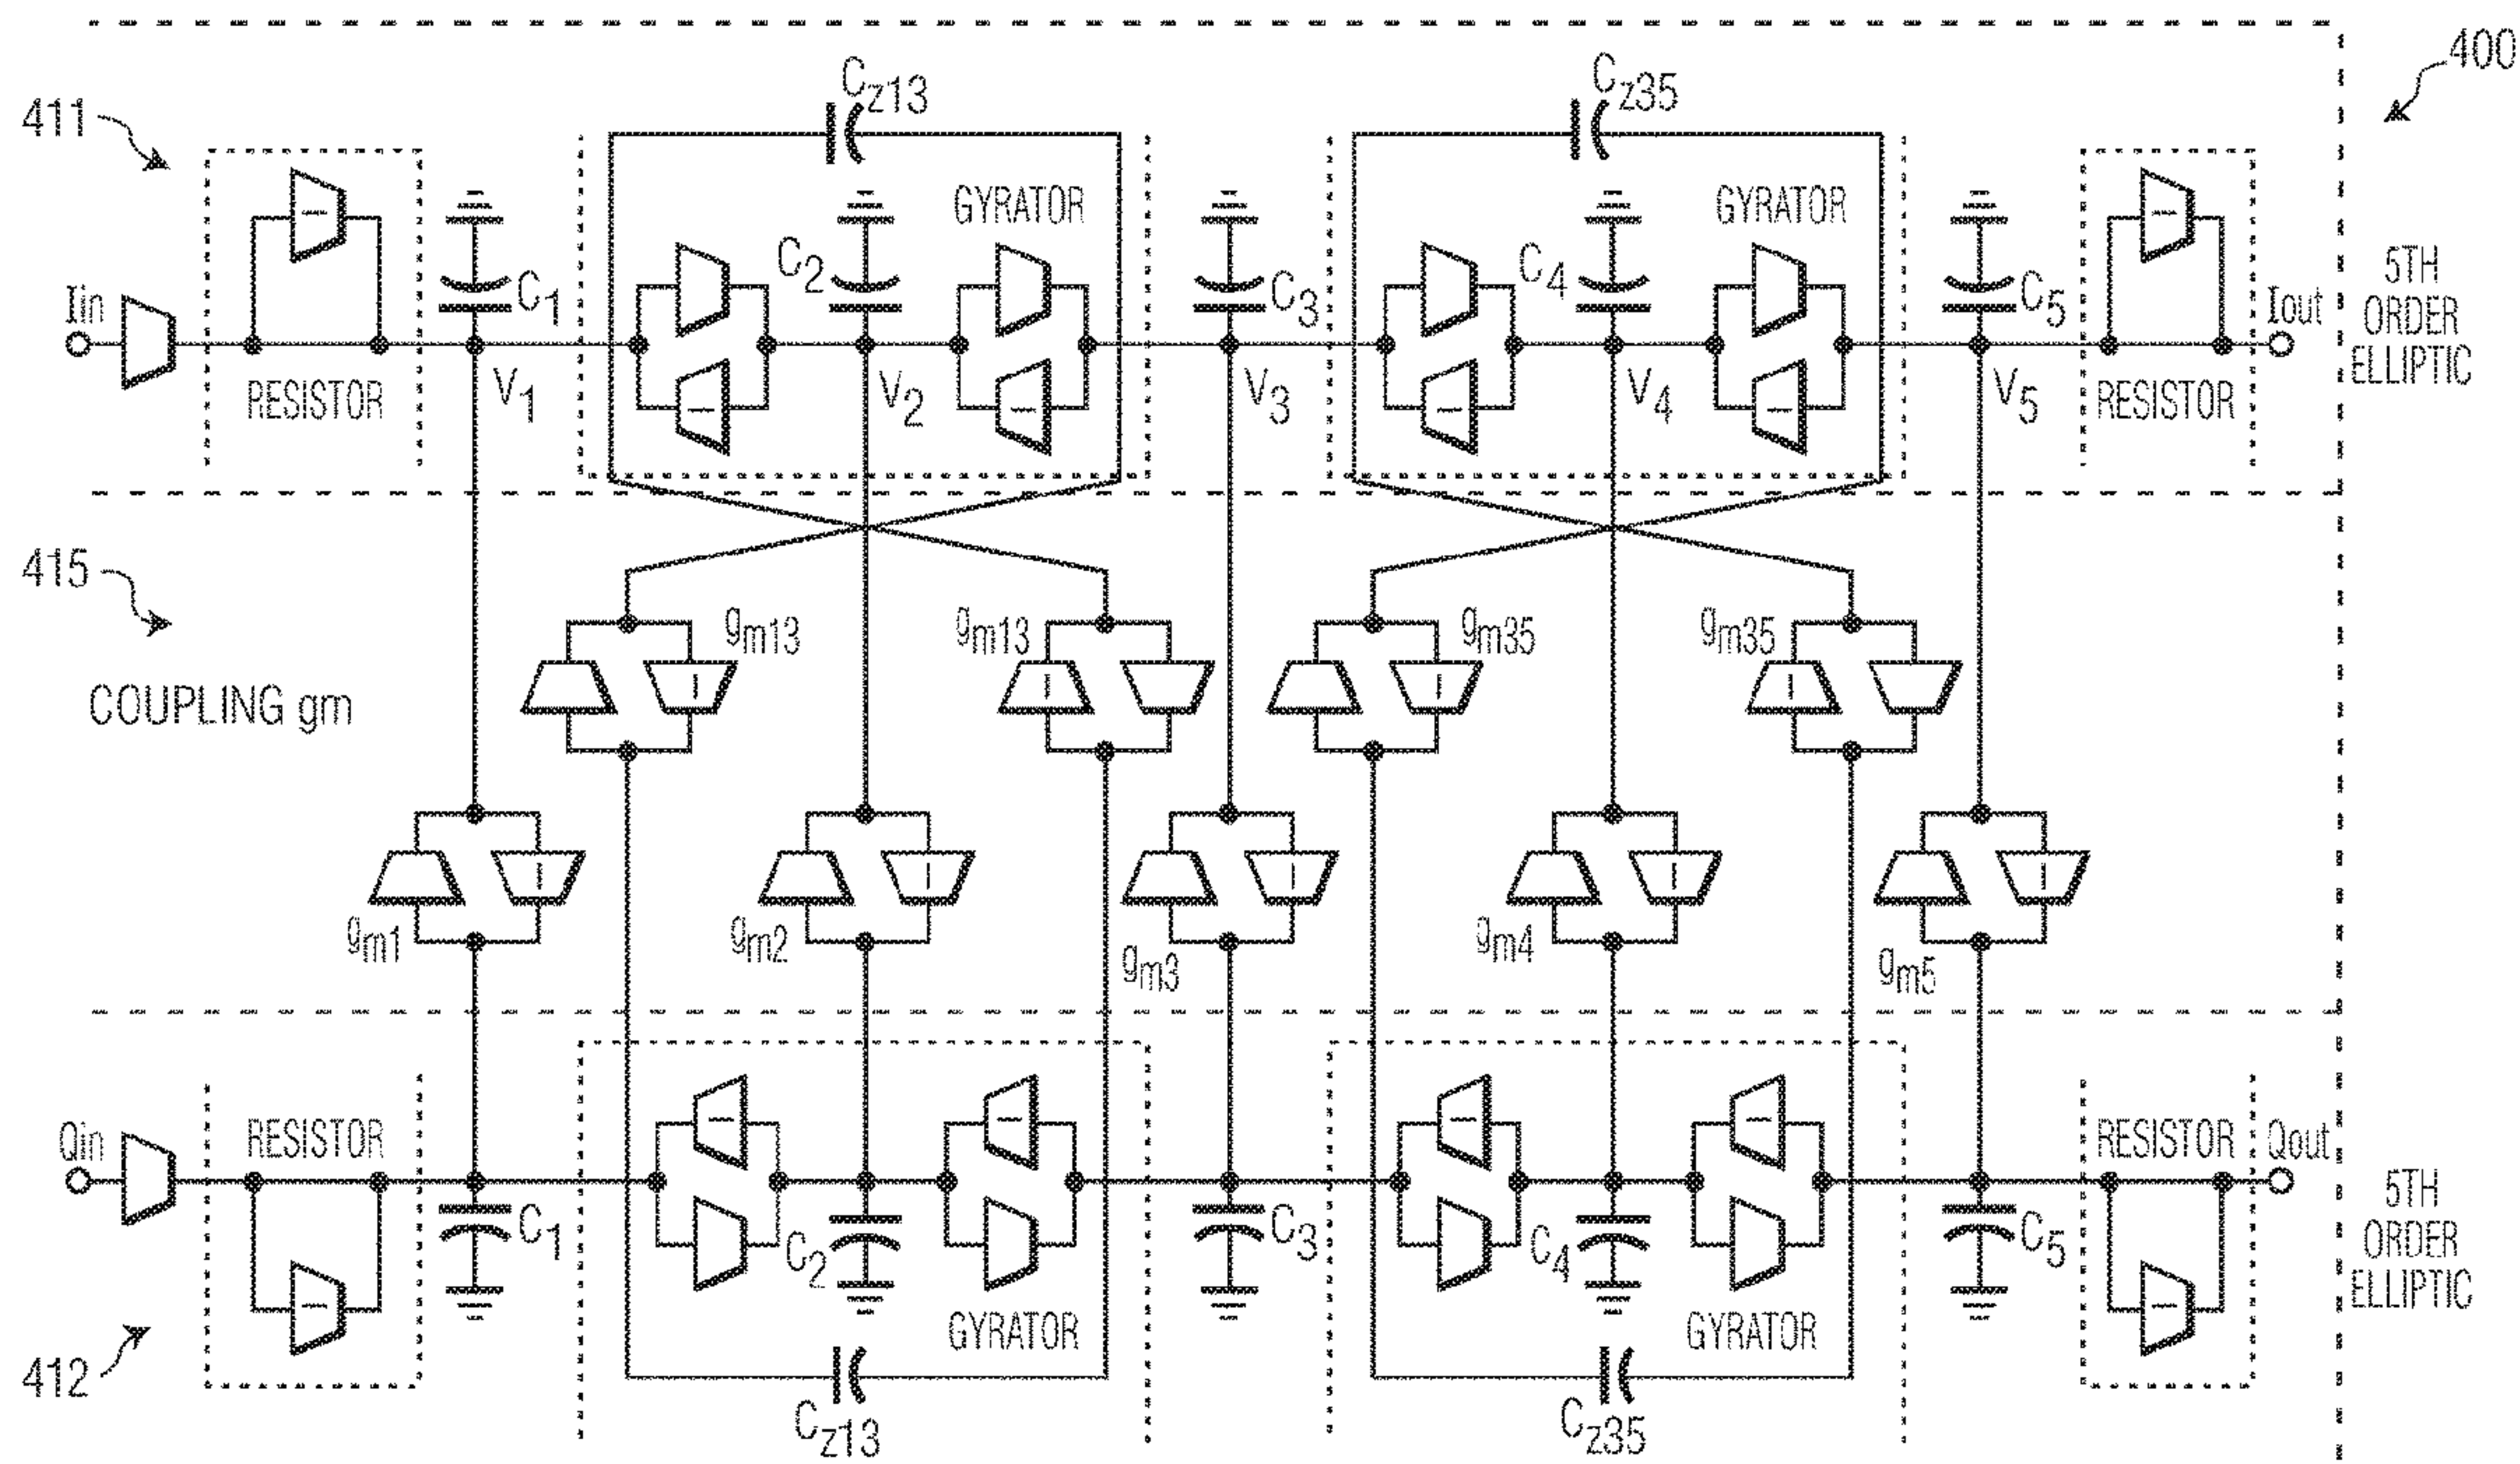 400
411
Cz13
Cz35
GYRATOR
GYRATOR
Iin
C1
C2
C3
C4
C5
Iout
5TH
ORDER
ELLIPTIC
RESISTOR
V1
V2
V3
V4
V5
RESISTOR
415
gm13
gm13
gm35
gm35
COUPLING gm
gm1
gm2
gm3
gm4
gm5
Qin
RESISTOR
RESISTOR
Qout
C1
C2
C3
C4
C5
5TH
ORDER
ELLIPTIC
GYRATOR
GYRATOR
412
Cz13
Cz35